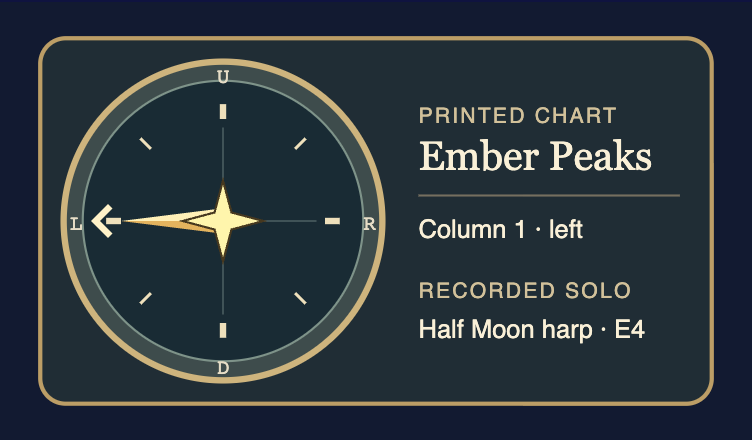 U
L
R
D
PRINTED CHART
Ember Peaks
Column 1 · left
RECORDED SOLO
Half Moon harp · E4